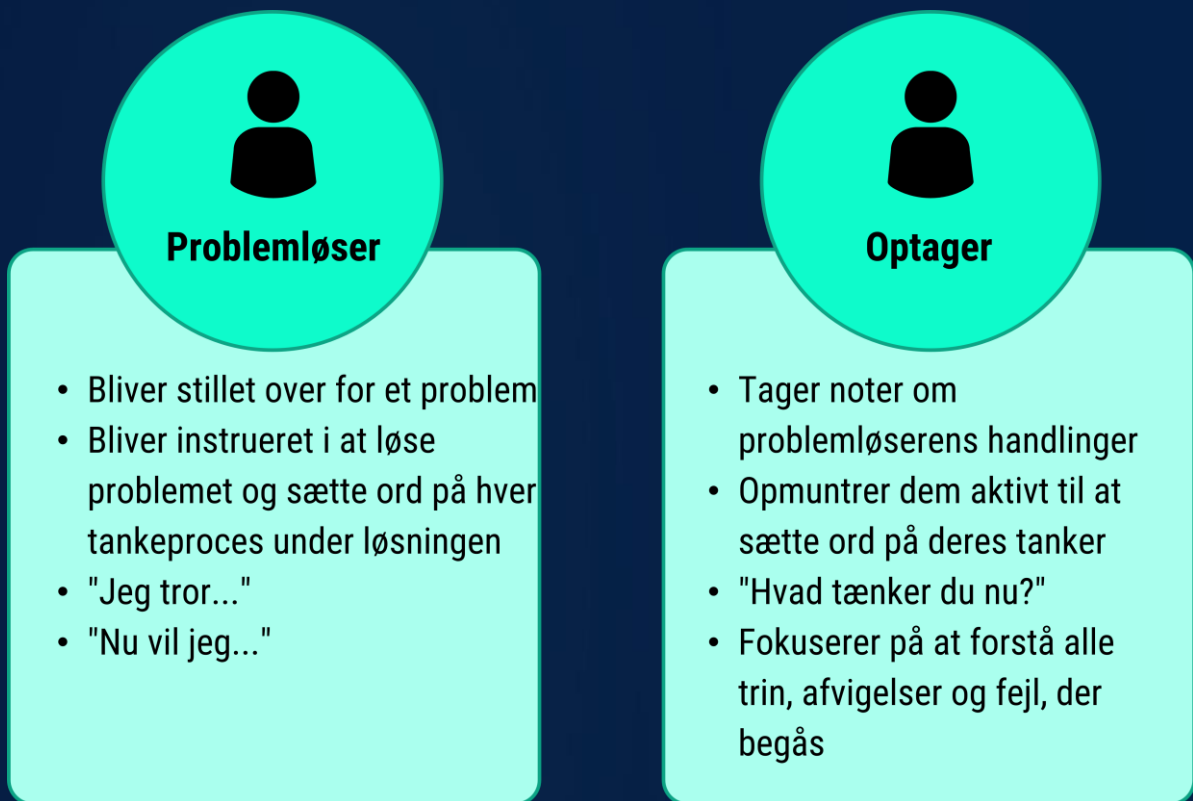 Problemløser
• Bliver stillet over for et problem
• Bliver instrueret i at løse
problemet og sætte ord på hver
tankeproces under løsningen
• "Jeg tror..."
• "Nu vil jeg..."
Optager
• Tager noter om
problemløserens handlinger
• Opmuntrer dem aktivt til at
sætte ord på deres tanker
• "Hvad tænker du nu?"
• Fokuserer på at forstå alle
trin, afvigelser og fejl, der
begås